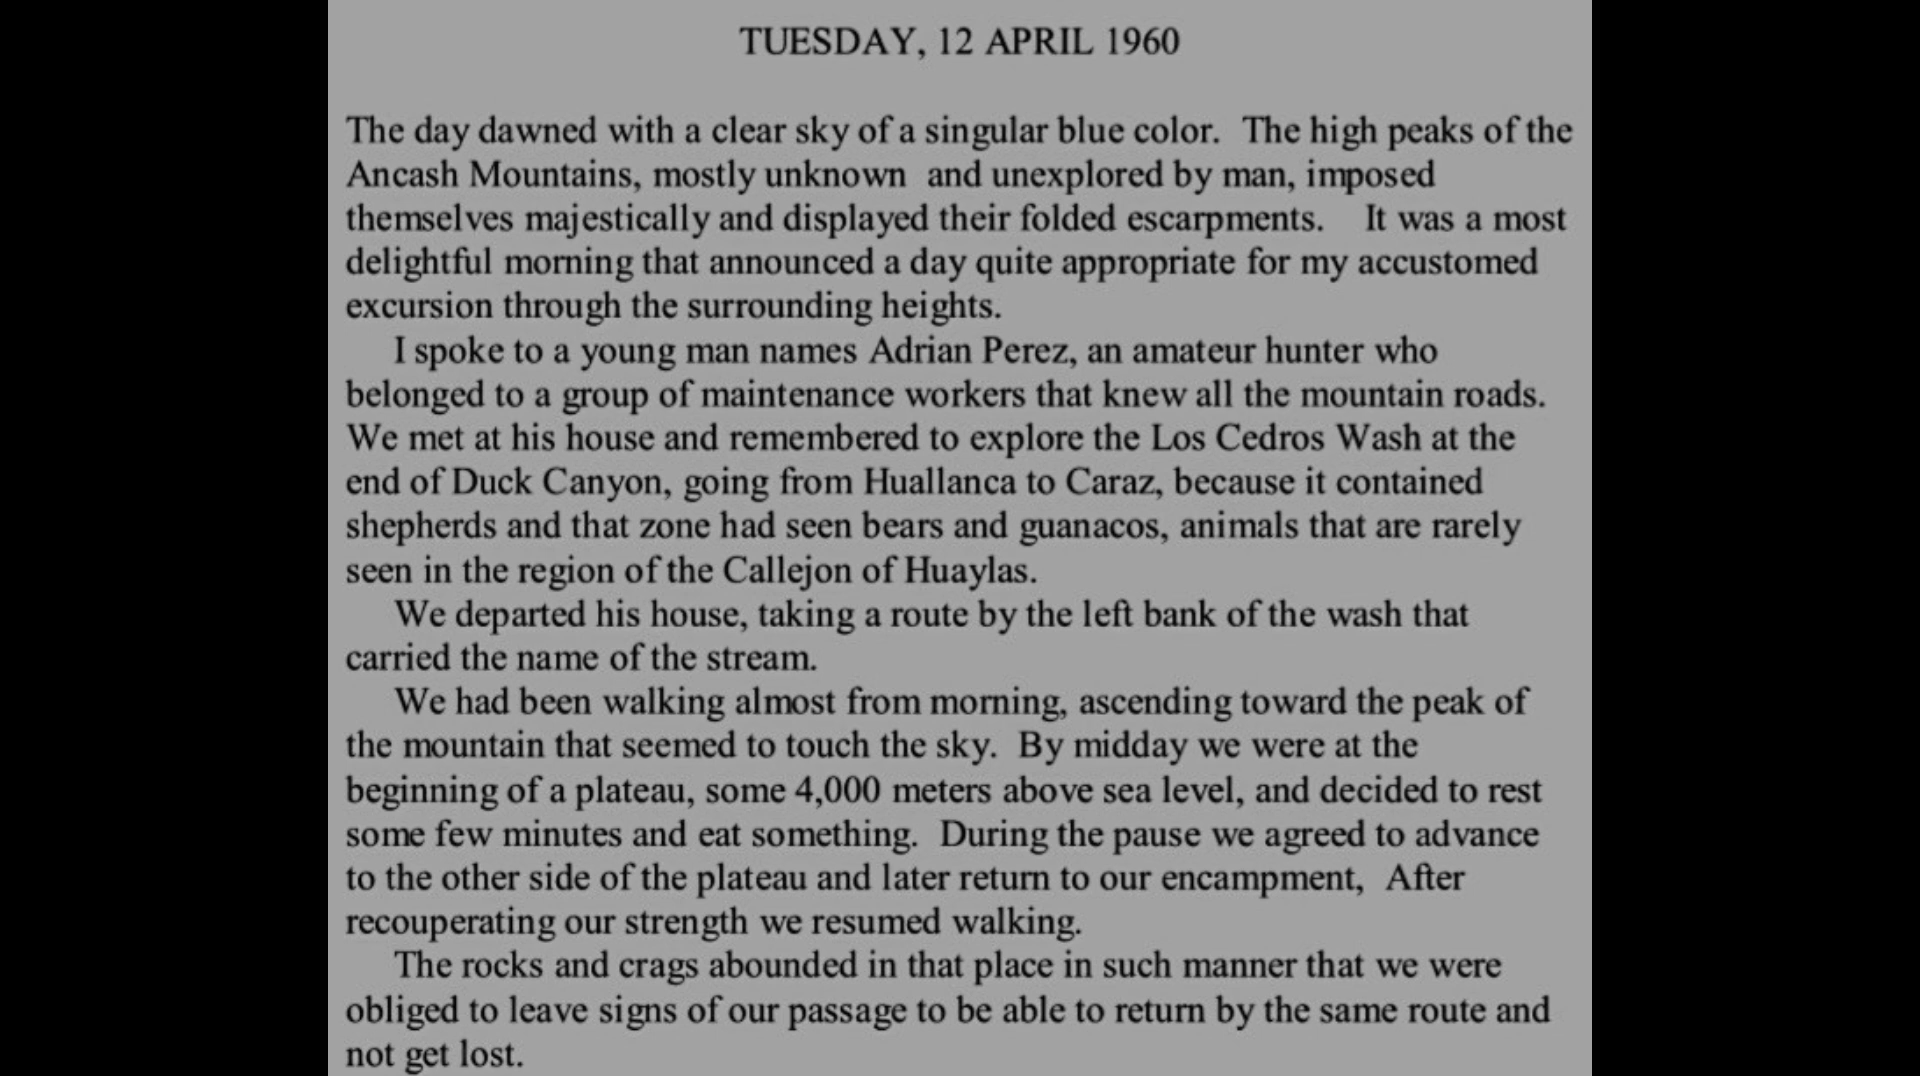 TUESDAY, 12 APRIL 1960
The day dawned with a clear sky of a singular blue color.  The high peaks of the
Ancash Mountains, mostly unknown  and unexplored by man, imposed
themselves majestically and displayed their folded escarpments.    It was a most
delightful morning that announced a day quite appropriate for my accustomed
excursion through the surrounding heights.
I spoke to a young man names Adrian Perez, an amateur hunter who
belonged to a group of maintenance workers that knew all the mountain roads.
We met at his house and remembered to explore the Los Cedros Wash at the
end of Duck Canyon, going from Huallanca to Caraz, because it contained
shepherds and that zone had seen bears and guanacos, animals that are rarely
seen in the region of the Callejon of Huaylas.
We departed his house, taking a route by the left bank of the wash that
carried the name of the stream.
We had been walking almost from morning, ascending toward the peak of
the mountain that seemed to touch the sky.  By midday we were at the
beginning of a plateau, some 4,000 meters above sea level, and decided to rest
some few minutes and eat something.  During the pause we agreed to advance
to the other side of the plateau and later return to our encampment,  After
recouperating our strength we resumed walking.
The rocks and crags abounded in that place in such manner that we were
obliged to leave signs of our passage to be able to return by the same route and
not get lost.